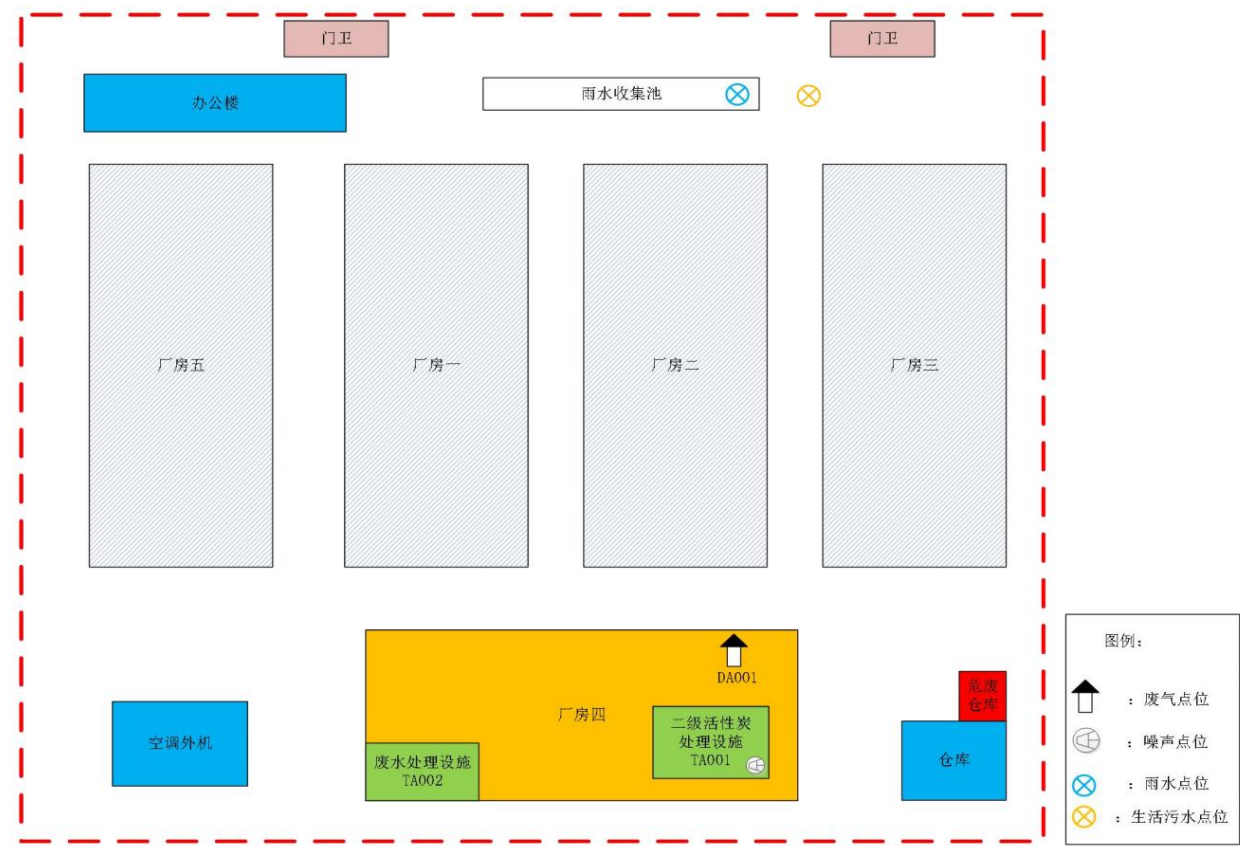 门卫
门卫
办公楼
雨水收集池
厂房五
厂房一
厂房二
厂房三
DA001
厂房四
二级活性炭
处理设施
TA001
废水处理设施
TA002
空调外机
危废
仓库
仓库
图例:
:废气点位
:噪声点位
:雨水点位
:生活污水点位